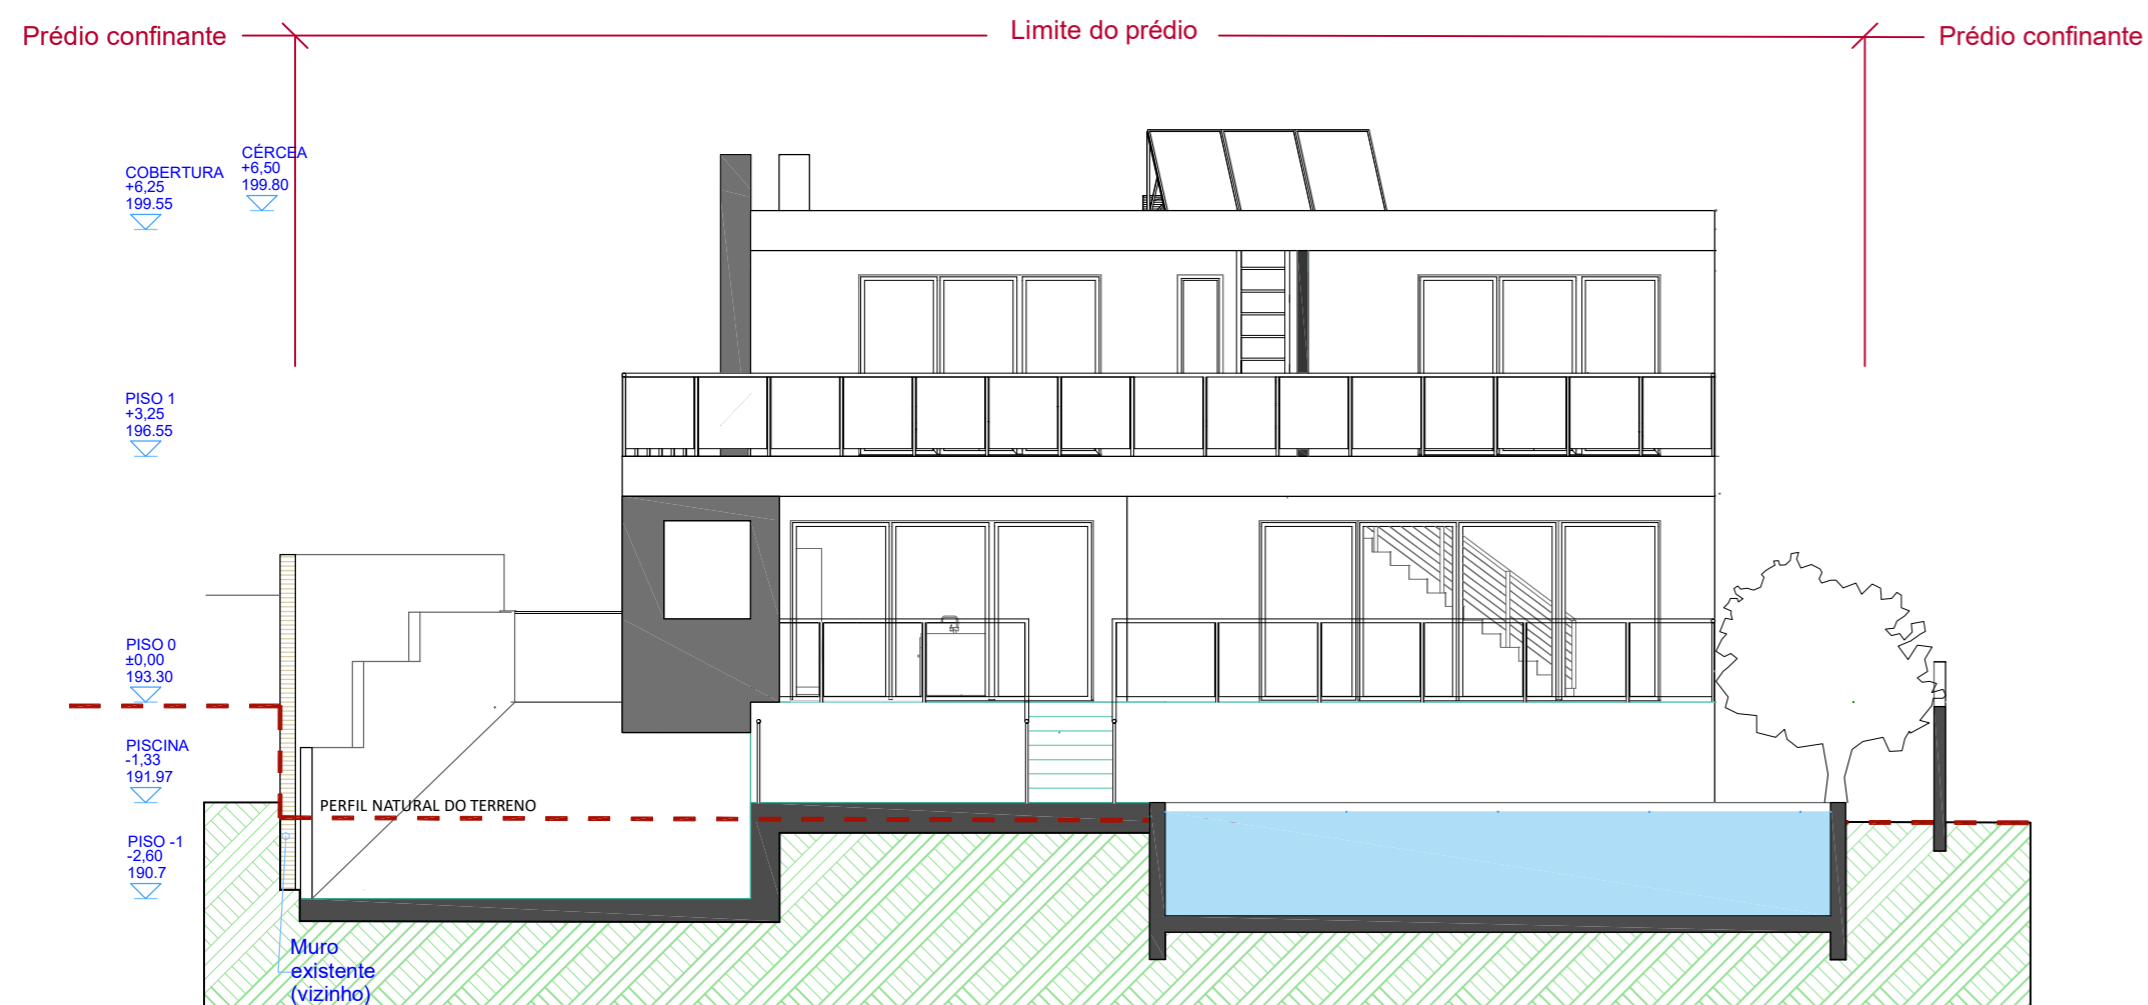 Prédio confinante
Limite do prédio
Prédio confinante
CÉRCEA
+6,50
199.80
COBERTURA
+6,25
199.55
PISO 1
+3,25
196.55
PISO 0
±0,00
193.30
PISCINA
-1,33
191.97
PERFIL NATURAL DO TERRENO
PISO -1
-2,60
190.7
Muro
existente
(vizinho)